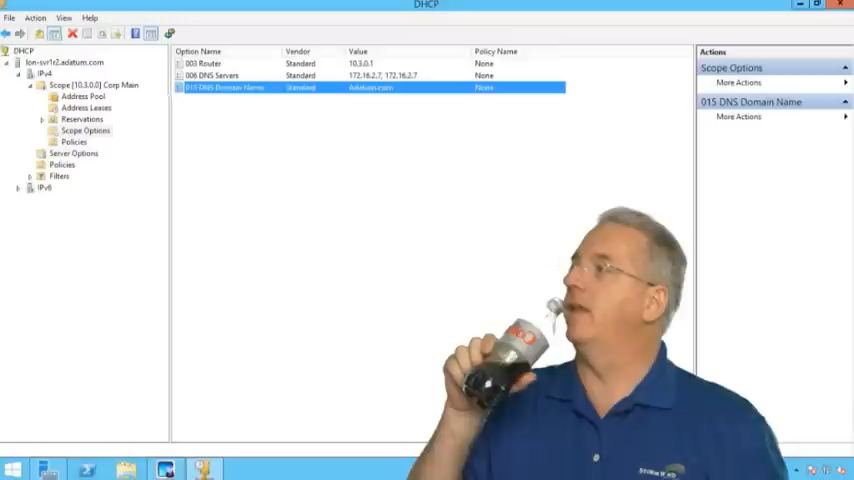 DHCP
File Action View Help
DHCP
lon-svr1r2.adatum.com
IPv4
Scope [10.3.0.0] Corp Main
Address Pool
Address Leases
Reservations
Scope Options
Policies
Server Options
Policies
Filters
IPv6
Option Name Vendor Value Policy Name
003 Router Standard 10.3.0.1 None
006 DNS Servers Standard 172.16.2.7, 172.16.2.7 None
015 DNS Domain Name Standard Adatum.com None
Actions
Scope Options
More Actions
015 DNS Domain Name
More Actions
Coke